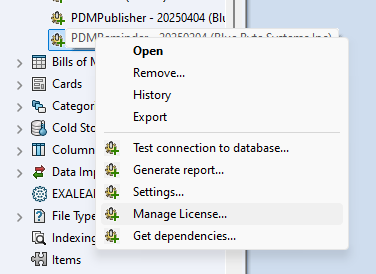 PDMPublisher - 20250404 (Blu
PDMReminder - 20250404 (Blue Byte Systems Inc)
Open
Remove...
History
Export
Test connection to database...
Generate report...
Settings...
Manage License...
Get dependencies...
Bills of M
Cards
Categor
Cold Sto
Column
Data Imp
EXALEAD
File Type
Indexing
Items